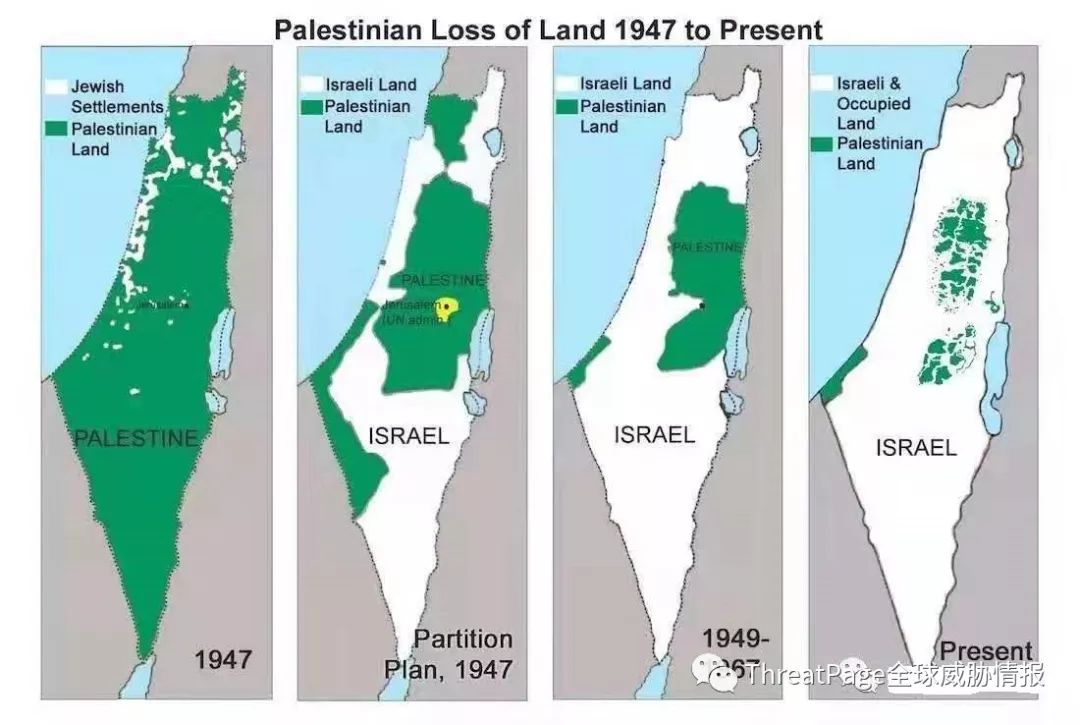 Palestinian Loss of Land 1947 to Present
Jewish
Settlements
Palestinian
Land
Jerusalem
PALESTINE
1947
Israeli Land
Palestinian
Land
PALESTINE
Jerusalem
(UN admin.)
ISRAEL
Partition
Plan, 1947
Israeli Land
Palestinian
Land
PALESTINE
ISRAEL
1949-
1967
Israeli &
Occupied
Land
Palestinian
Land
ISRAEL
Present
ThreatPage全球威胁情报